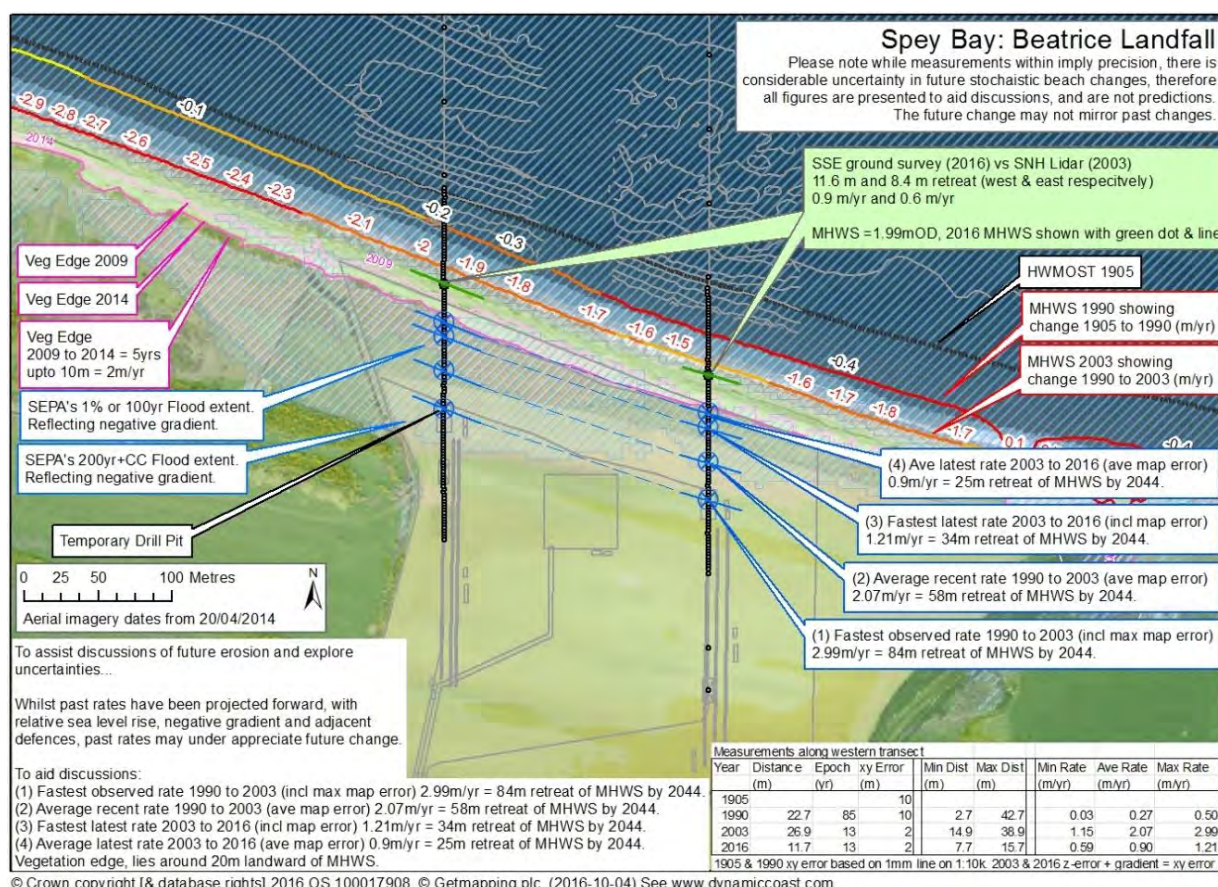 Spey Bay: Beatrice Landfall
Please note while measurements within imply precision, there is
considerable uncertainty in future stochaistic beach changes, therefore
all figures are presented to aid discussions, and are not predictions.
The future change may not mirror past changes.
SSE ground survey (2016) vs SNH Lidar (2003)
11.6 m and 8.4 m retreat (west & east respecitvely)
0.9 m/yr and 0.6 m/yr
MHWS =1.99mOD, 2016 MHWS shown with green dot & line
-0.1
-0.2
-0.3
-0.4
-2.9
-2.8
-2.7
-2.6
-2.5
-2.4
-2.3
-2.1
-2
-1.9
-1.8
-1.7
-1.6
-1.5
-1.6
-1.7
-1.8
-1.7
0.1
-0.4
2014
2009
HWMOST 1905
MHWS 1990 showing
change 1905 to 1990 (m/yr)
MHWS 2003 showing
change 1990 to 2003 (m/yr)
Veg Edge 2009
Veg Edge 2014
Veg Edge
2009 to 2014 = 5yrs
upto 10m = 2m/yr
SEPA's 1% or 100yr Flood extent.
Reflecting negative gradient.
SEPA's 200yr+CC Flood extent.
Reflecting negative gradient.
Temporary Drill Pit
(4) Ave latest rate 2003 to 2016 (ave map error)
0.9m/yr = 25m retreat of MHWS by 2044.
(3) Fastest latest rate 2003 to 2016 (incl map error)
1.21m/yr = 34m retreat of MHWS by 2044.
(2) Average recent rate 1990 to 2003 (ave map error)
2.07m/yr = 58m retreat of MHWS by 2044.
(1) Fastest observed rate 1990 to 2003 (incl max map error)
2.99m/yr = 84m retreat of MHWS by 2044.
0 25 50 100 Metres
N
Aerial imagery dates from 20/04/2014
To assist discussions of future erosion and explore
uncertainties...
Whilst past rates have been projected forward, with
relative sea level rise, negative gradient and adjacent
defences, past rates may under appreciate future change.
To aid discussions:
(1) Fastest observed rate 1990 to 2003 (incl max map error) 2.99m/yr = 84m retreat of MHWS by 2044.
(2) Average recent rate 1990 to 2003 (ave map error) 2.07m/yr = 58m retreat of MHWS by 2044.
(3) Fastest latest rate 2003 to 2016 (incl map error) 1.21m/yr = 34m retreat of MHWS by 2044.
(4) Average latest rate 2003 to 2016 (ave map error) 0.9m/yr = 25m retreat of MHWS by 2044.
Vegetation edge, lies around 20m landward of MHWS.
Measurements along western transect
Year Distance Epoch xy Error Min Dist Max Dist Min Rate Ave Rate Max Rate
(m) (yr) (m) (m) (m) (m/yr) (m/yr) (m/yr)
1905 10
1990 22.7 85 10 2.7 42.7 0.03 0.27 0.50
2003 26.9 13 2 14.9 38.9 1.15 2.07 2.99
2016 11.7 13 2 7.7 15.7 0.59 0.90 1.21
1905 & 1990 xy error based on 1mm line on 1:10k. 2003 & 2016 z-error + gradient = xy error
© Crown copyright [& database rights] 2016 OS 100017908. © Getmapping plc. (2016-10-04) See www.dynamiccoast.com